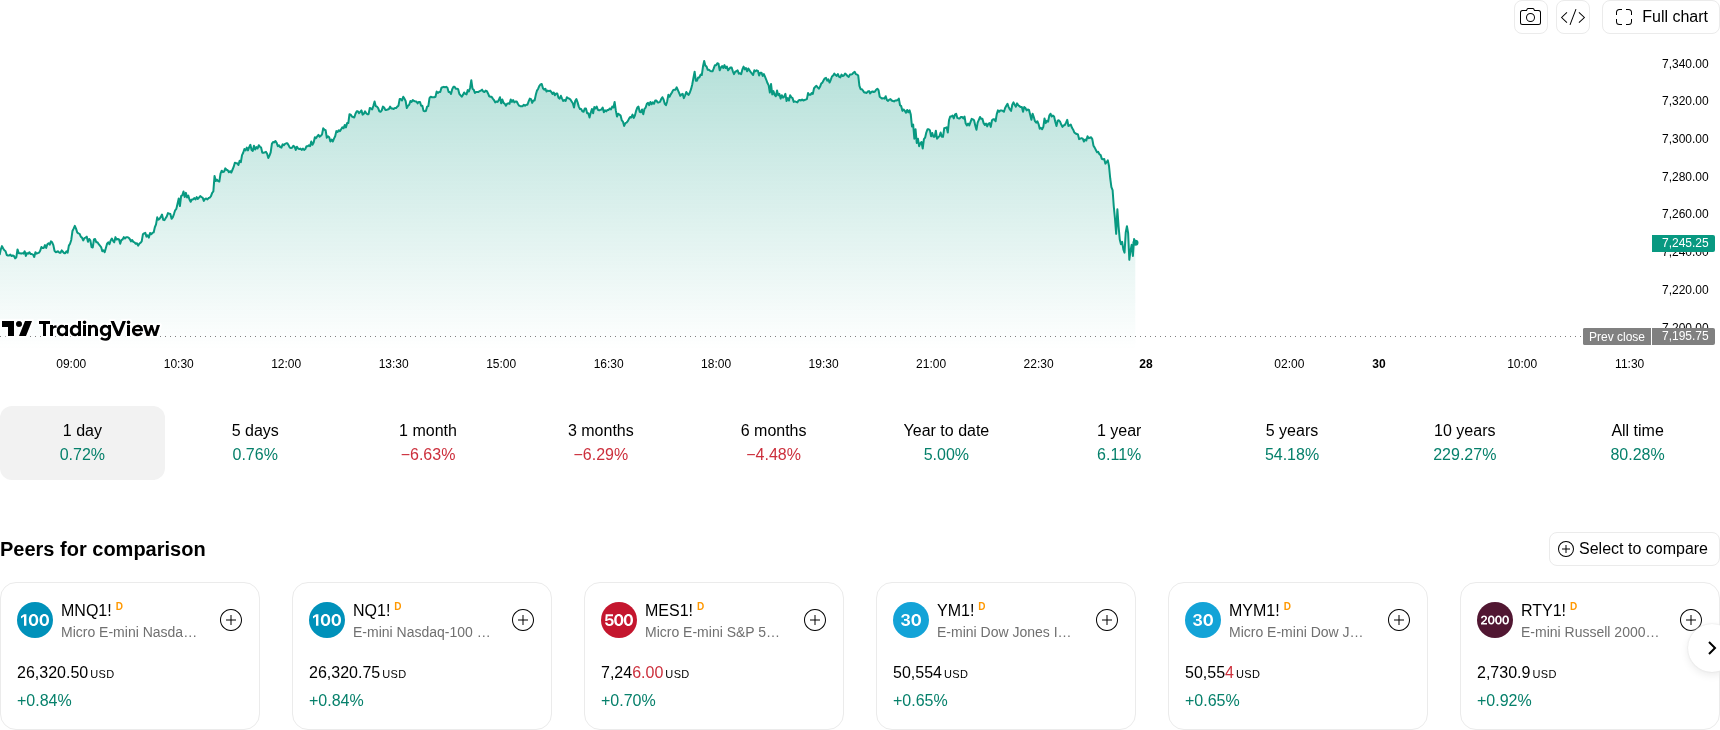 Full chart
7,340.00
7,320.00
7,300.00
7,280.00
7,260.00
7,245.25
7,240.00
7,220.00
7,200.00
Prev close 7,195.75
TradingView
09:00 10:30 12:00 13:30 15:00 16:30 18:00 19:30 21:00 22:30 28 02:00 30 10:00 11:30
1 day 5 days 1 month 3 months 6 months Year to date 1 year 5 years 10 years All time
0.72% 0.76% −6.63% −6.29% −4.48% 5.00% 6.11% 54.18% 229.27% 80.28%
Peers for comparison
Select to compare
100 MNQ1! D
Micro E-mini Nasda…
26,320.50 USD
+0.84%
100 NQ1! D
E-mini Nasdaq-100 …
26,320.75 USD
+0.84%
500 MES1! D
Micro E-mini S&P 5…
7,246.00 USD
+0.70%
30 YM1! D
E-mini Dow Jones I…
50,554 USD
+0.65%
30 MYM1! D
Micro E-mini Dow J…
50,554 USD
+0.65%
2000 RTY1! D
E-mini Russell 2000…
2,730.9 USD
+0.92%